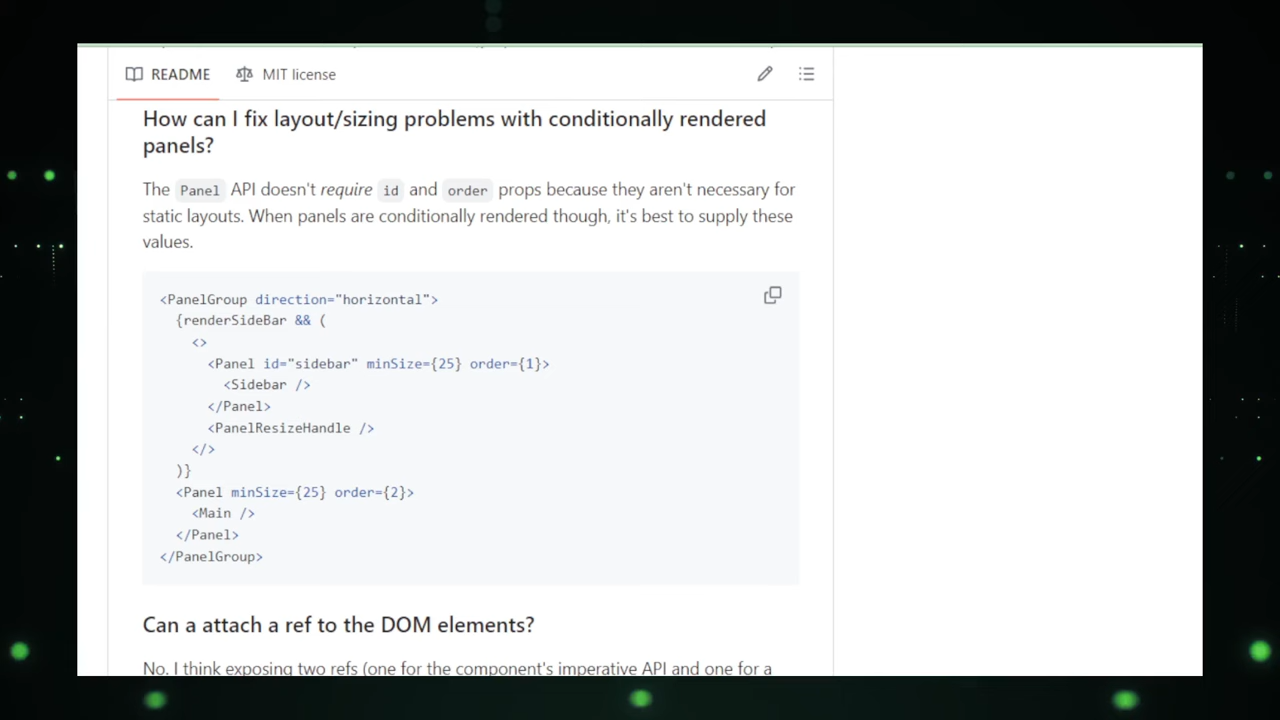 README MIT license
How can I fix layout/sizing problems with conditionally rendered
panels?
The Panel API doesn't require id and order props because they aren't necessary for
static layouts. When panels are conditionally rendered though, it's best to supply these
values.
<PanelGroup direction="horizontal">
  {renderSideBar && (
    <>
      <Panel id="sidebar" minSize={25} order={1}>
        <Sidebar />
      </Panel>
      <PanelResizeHandle />
    </>
  )}
  <Panel minSize={25} order={2}>
    <Main />
  </Panel>
</PanelGroup>
Can a attach a ref to the DOM elements?
No. I think exposing two refs (one for the component's imperative API and one for a